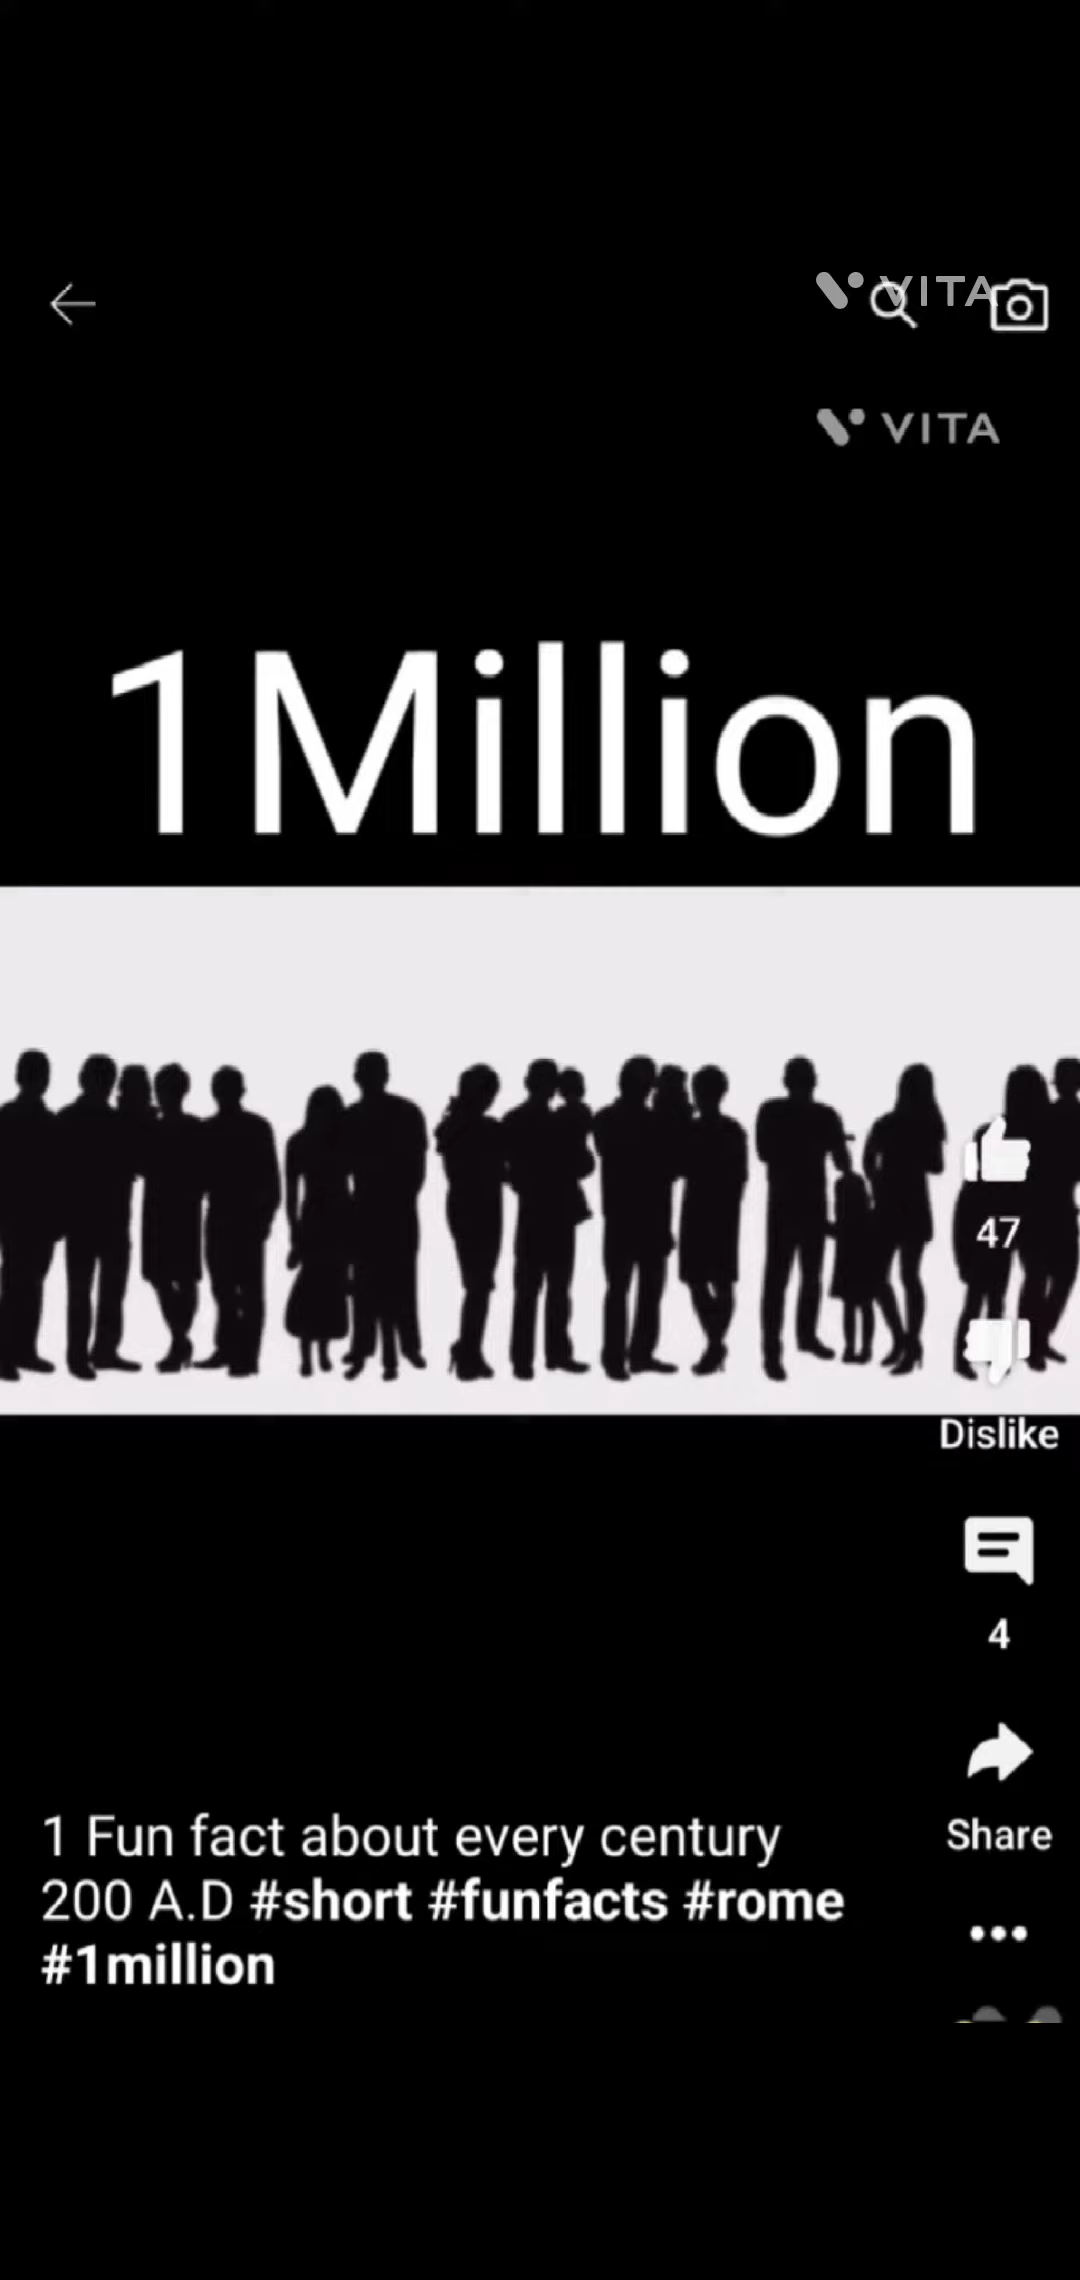 VITA
VITA
1 Million
47
Dislike
4
Share
1 Fun fact about every century
200 A.D #short #funfacts #rome
#1million